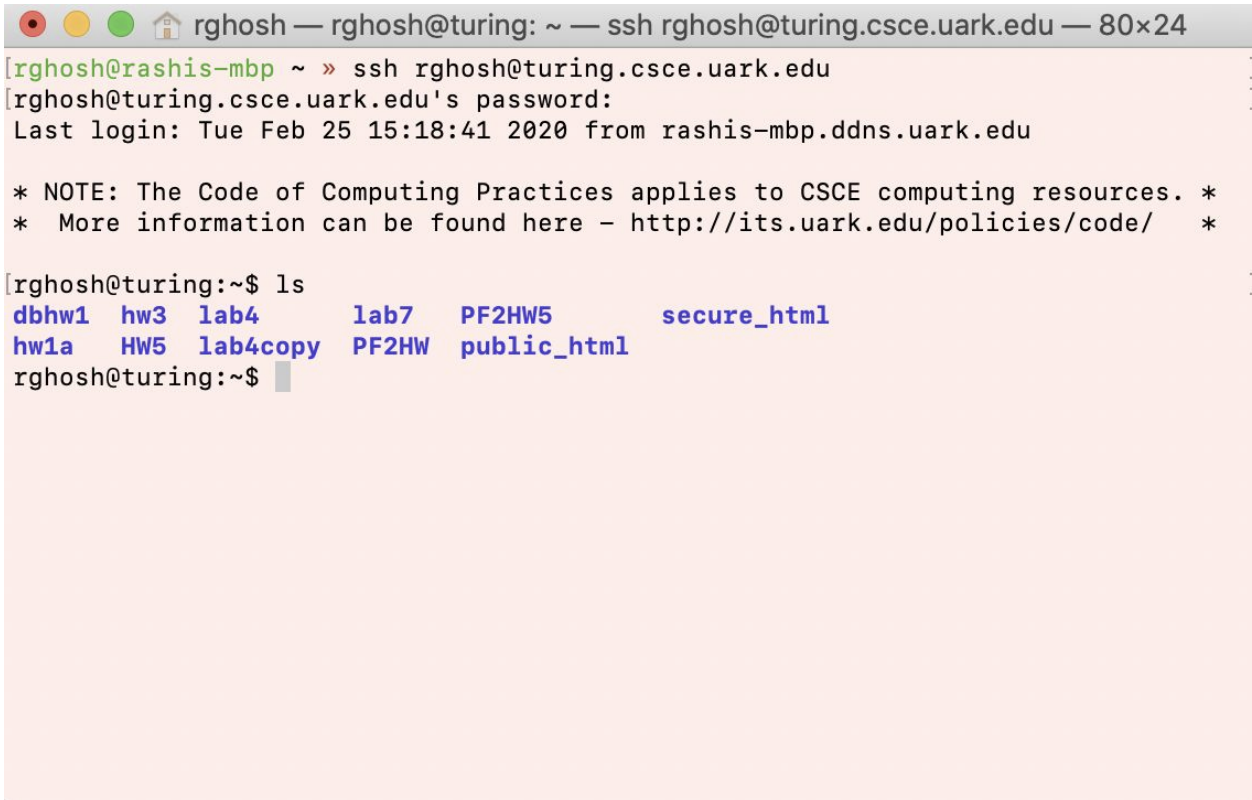 rghosh — rghosh@turing: ~ — ssh rghosh@turing.csce.uark.edu — 80×24
[rghosh@rashis-mbp ~ » ssh rghosh@turing.csce.uark.edu
[rghosh@turing.csce.uark.edu's password:
Last login: Tue Feb 25 15:18:41 2020 from rashis-mbp.ddns.uark.edu
* NOTE: The Code of Computing Practices applies to CSCE computing resources. *
*  More information can be found here – http://its.uark.edu/policies/code/   *
[rghosh@turing:~$ ls
dbhw1  hw3  lab4      lab7   PF2HW5       secure_html
hw1a   HW5  lab4copy  PF2HW  public_html
rghosh@turing:~$